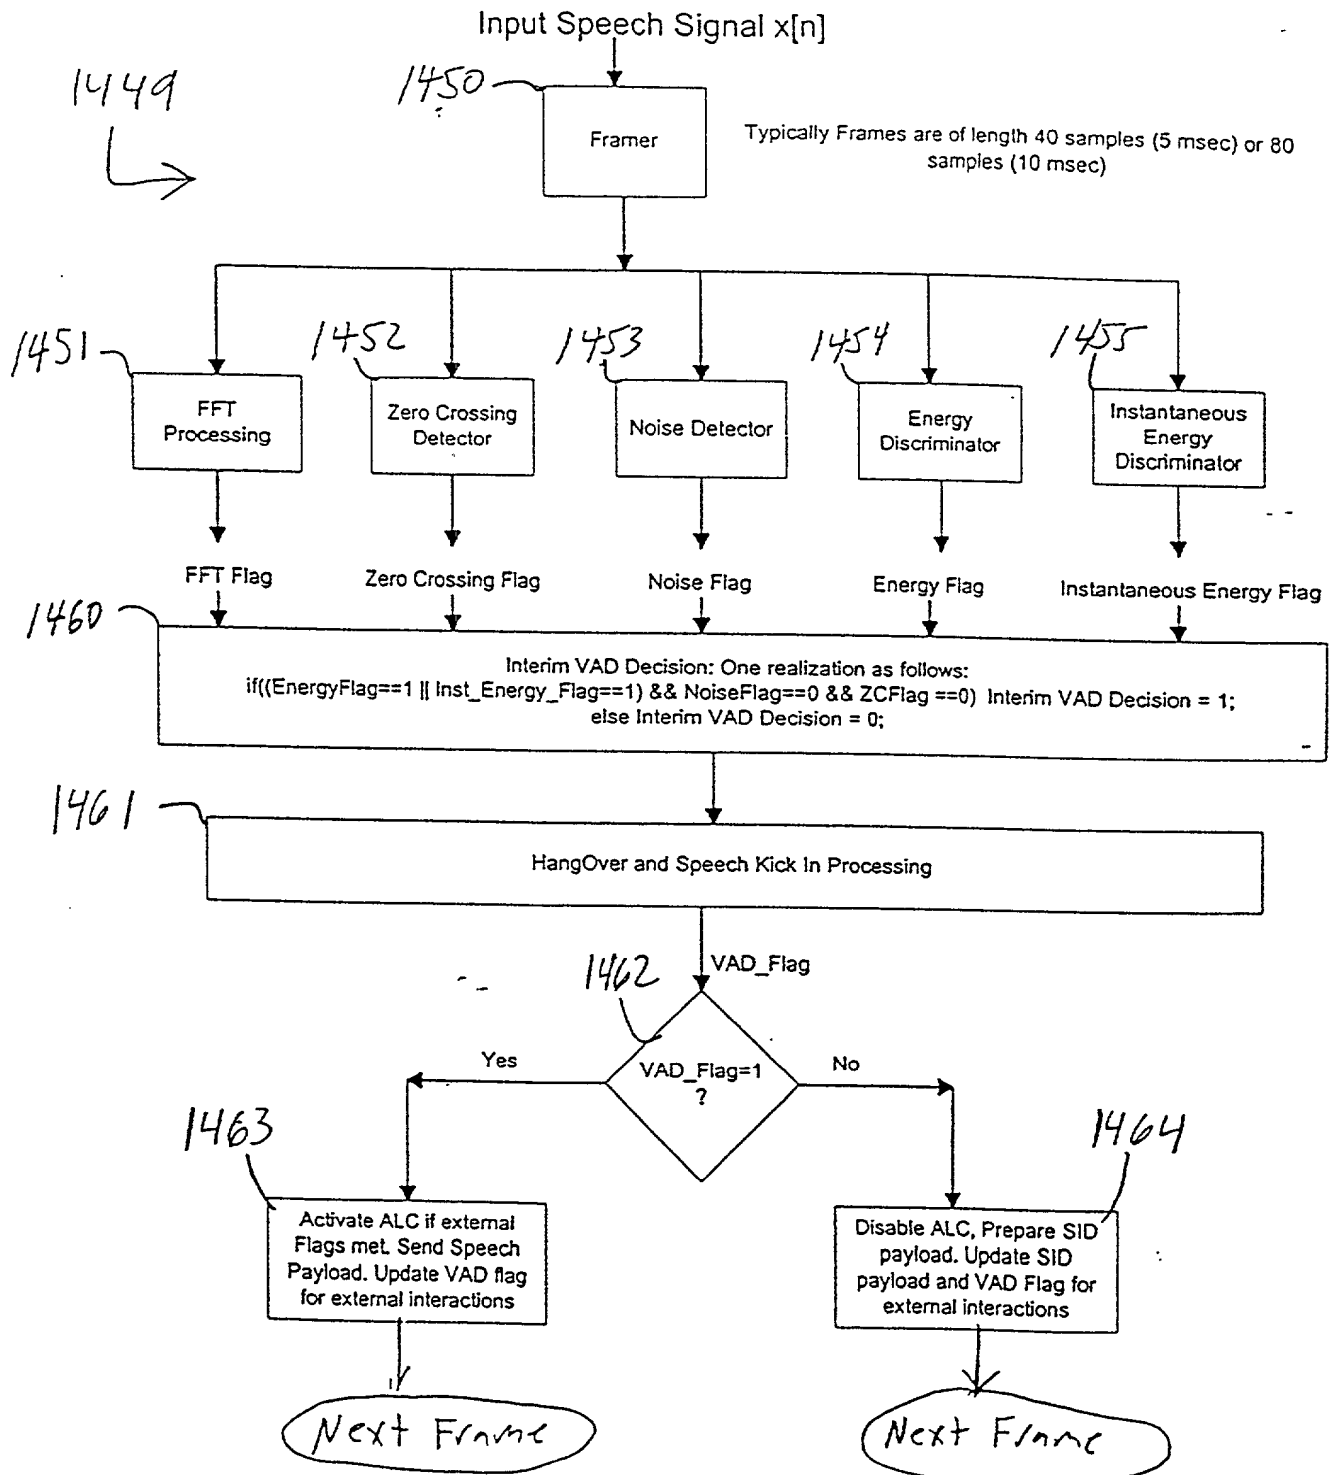 Input Speech Signal x[n]
1449
1450
Framer
Typically Frames are of length 40 samples (5 msec) or 80
samples (10 msec)
1451
1452
1453
1454
1455
FFT
Processing
Zero Crossing
Detector
Noise Detector
Energy
Discriminator
Instantaneous
Energy
Discriminator
FFT Flag
Zero Crossing Flag
Noise Flag
Energy Flag
Instantaneous Energy Flag
1460
Interim VAD Decision: One realization as follows:
if((EnergyFlag==1 || Inst_Energy_Flag==1) && NoiseFlag==0 && ZCFlag ==0) Interim VAD Decision = 1;
else Interim VAD Decision = 0;
1461
HangOver and Speech Kick In Processing
VAD_Flag
1462
Yes
VAD_Flag=1
?
No
1463
1464
Activate ALC if external
Flags met. Send Speech
Payload. Update VAD flag
for external interactions
Disable ALC, Prepare SID
payload. Update SID
payload and VAD Flag for
external interactions
Next Frame
Next Frame